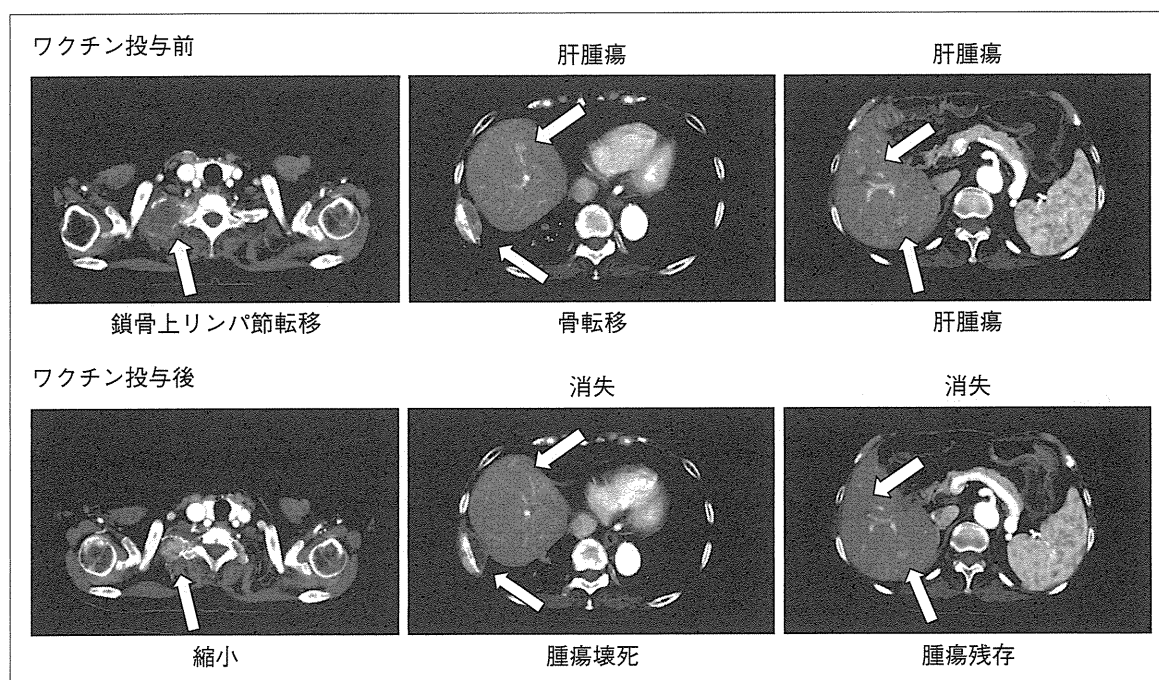 ワクチン投与前
肝腫瘍
肝腫瘍
鎖骨上リンパ節転移
骨転移
肝腫瘍
ワクチン投与後
消失
消失
縮小
腫瘍壊死
腫瘍残存